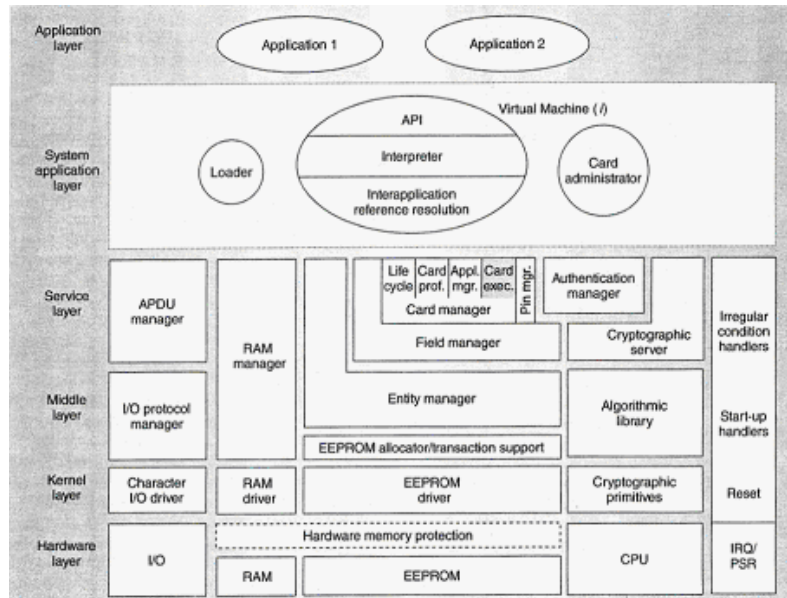 Application
layer
Application 1
Application 2
System
application
layer
Virtual Machine (I)
API
Interpreter
Interapplication
reference resolution
Loader
Card
administrator
Service
layer
APDU
manager
RAM
manager
Life
cycle
Card
prof.
Appl.
mgr.
Card
exec.
Pin mgr.
Card manager
Field manager
Authentication
manager
Cryptographic
server
Irregular
condition
handlers
Middle
layer
I/O protocol
manager
Entity manager
EEPROM allocator/transaction support
Algorithmic
library
Start-up
handlers
Kernel
layer
Character
I/O driver
RAM
driver
EEPROM
driver
Cryptographic
primitives
Reset
Hardware
layer
I/O
Hardware memory protection
RAM
EEPROM
CPU
IRQ/
PSR